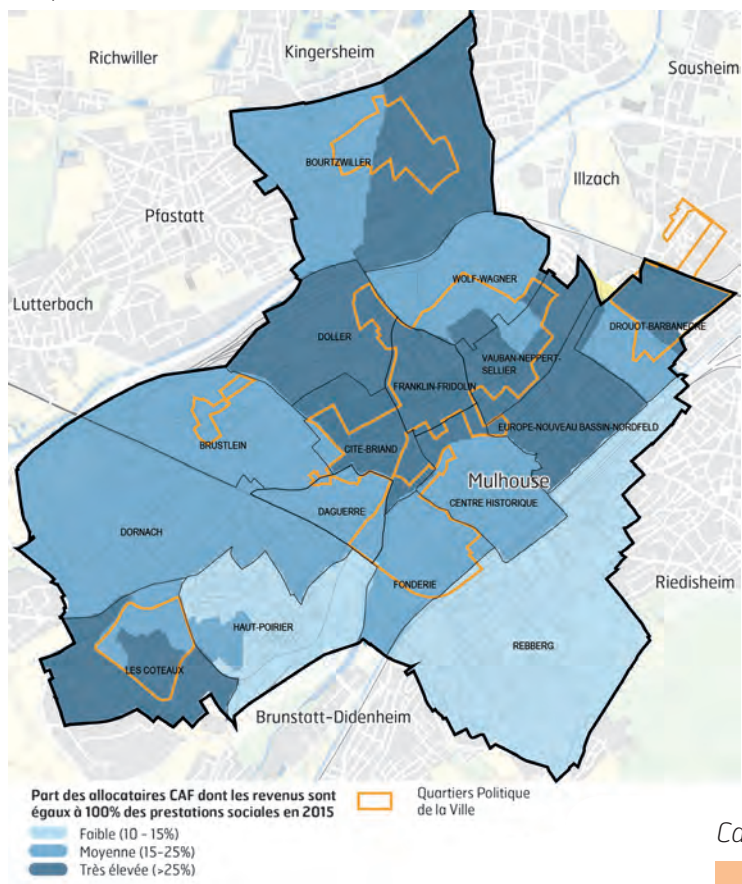 Richwiller
Kingersheim
Sausheim
BOURTZWILLER
Illzach
Pfastatt
WOLF-WAGNER
Lutterbach
DROUOT-BARBANEGRE
DOLLER
VAUBAN-NEPPERT-
SELLIER
FRANKLIN-FRIDOLIN
EUROPE-NOUVEAU BASSIN-NORDFELD
BRUSTLEIN
CITE-BRIAND
Mulhouse
CENTRE HISTORIQUE
DAGUERRE
DORNACH
FONDERIE
Riedisheim
HAUT-POIRIER
REBBERG
LES COTEAUX
Brunstatt-Didenheim
Part des allocataires CAF dont les revenus sont
égaux à 100% des prestations sociales en 2015
Faible (10 - 15%)
Moyenne (15-25%)
Très élevée (>25%)
Quartiers Politique
de la Ville